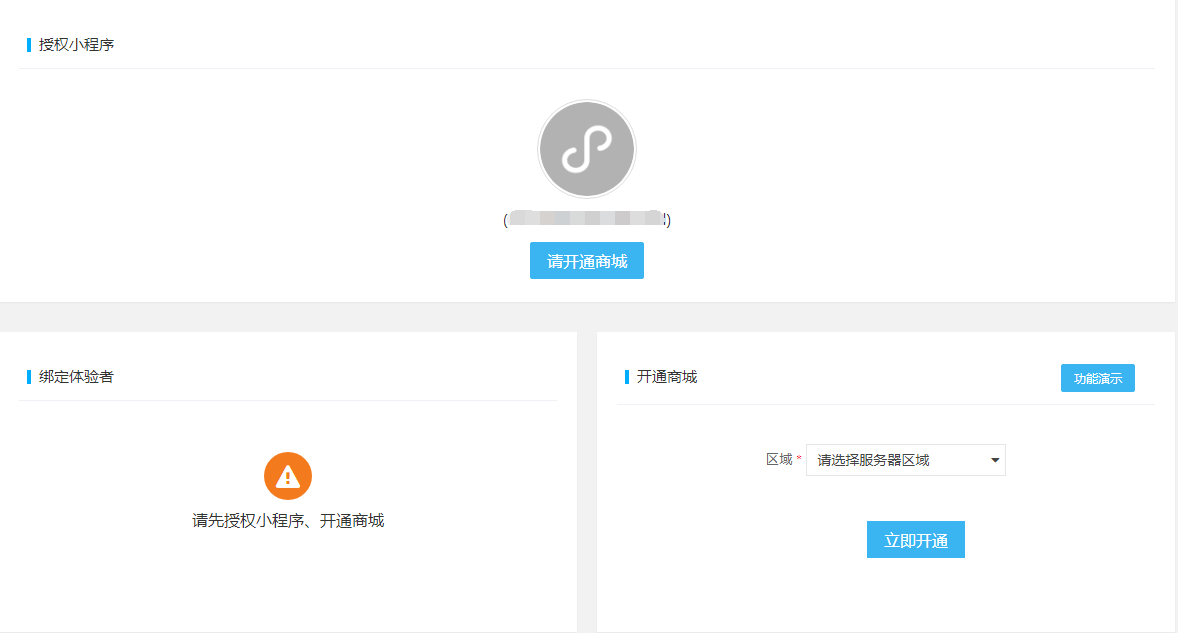 授权小程序
(
)
请开通商城
绑定体验者
请先授权小程序、开通商城
开通商城
功能演示
区域 *
请选择服务器区域
立即开通